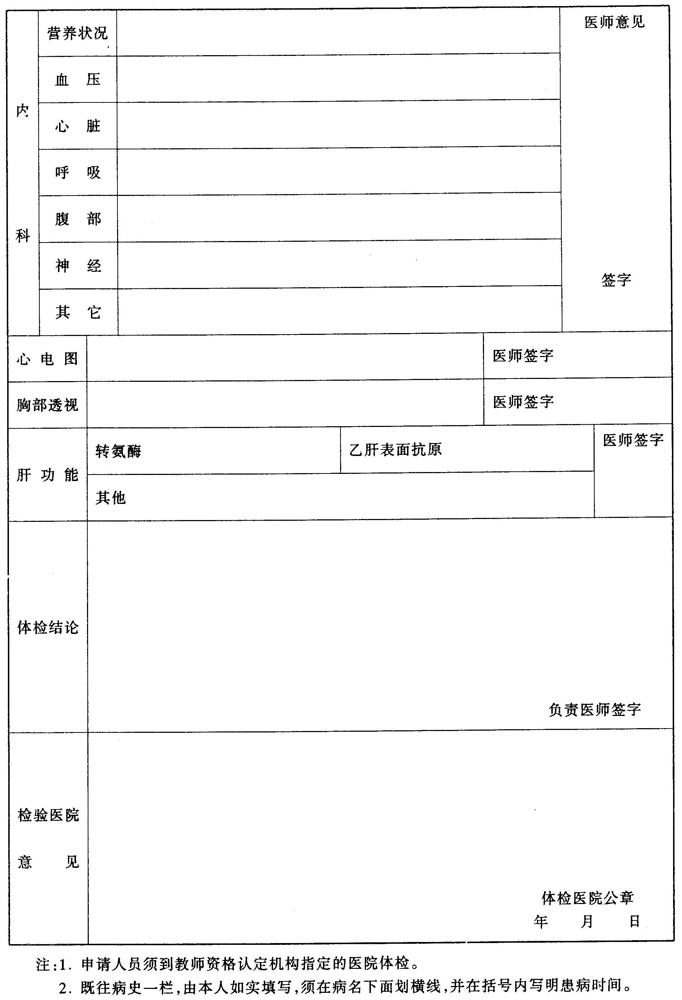 营养状况 医师意见
血 压
内
心 脏
呼 吸
腹 部
科
神 经
签字
其 它
心 电 图 医师签字
胸部透视 医师签字
转氨酶 乙肝表面抗原 医师签字
肝 功 能
其他
体检结论
负责医师签字
检验医院
意 见
体检医院公章
年 月 日
注:1. 申请人员须到教师资格认定机构指定的医院体检。
2. 既往病史一栏,由本人如实填写,须在病名下面划横线,并在括号内写明患病时间。